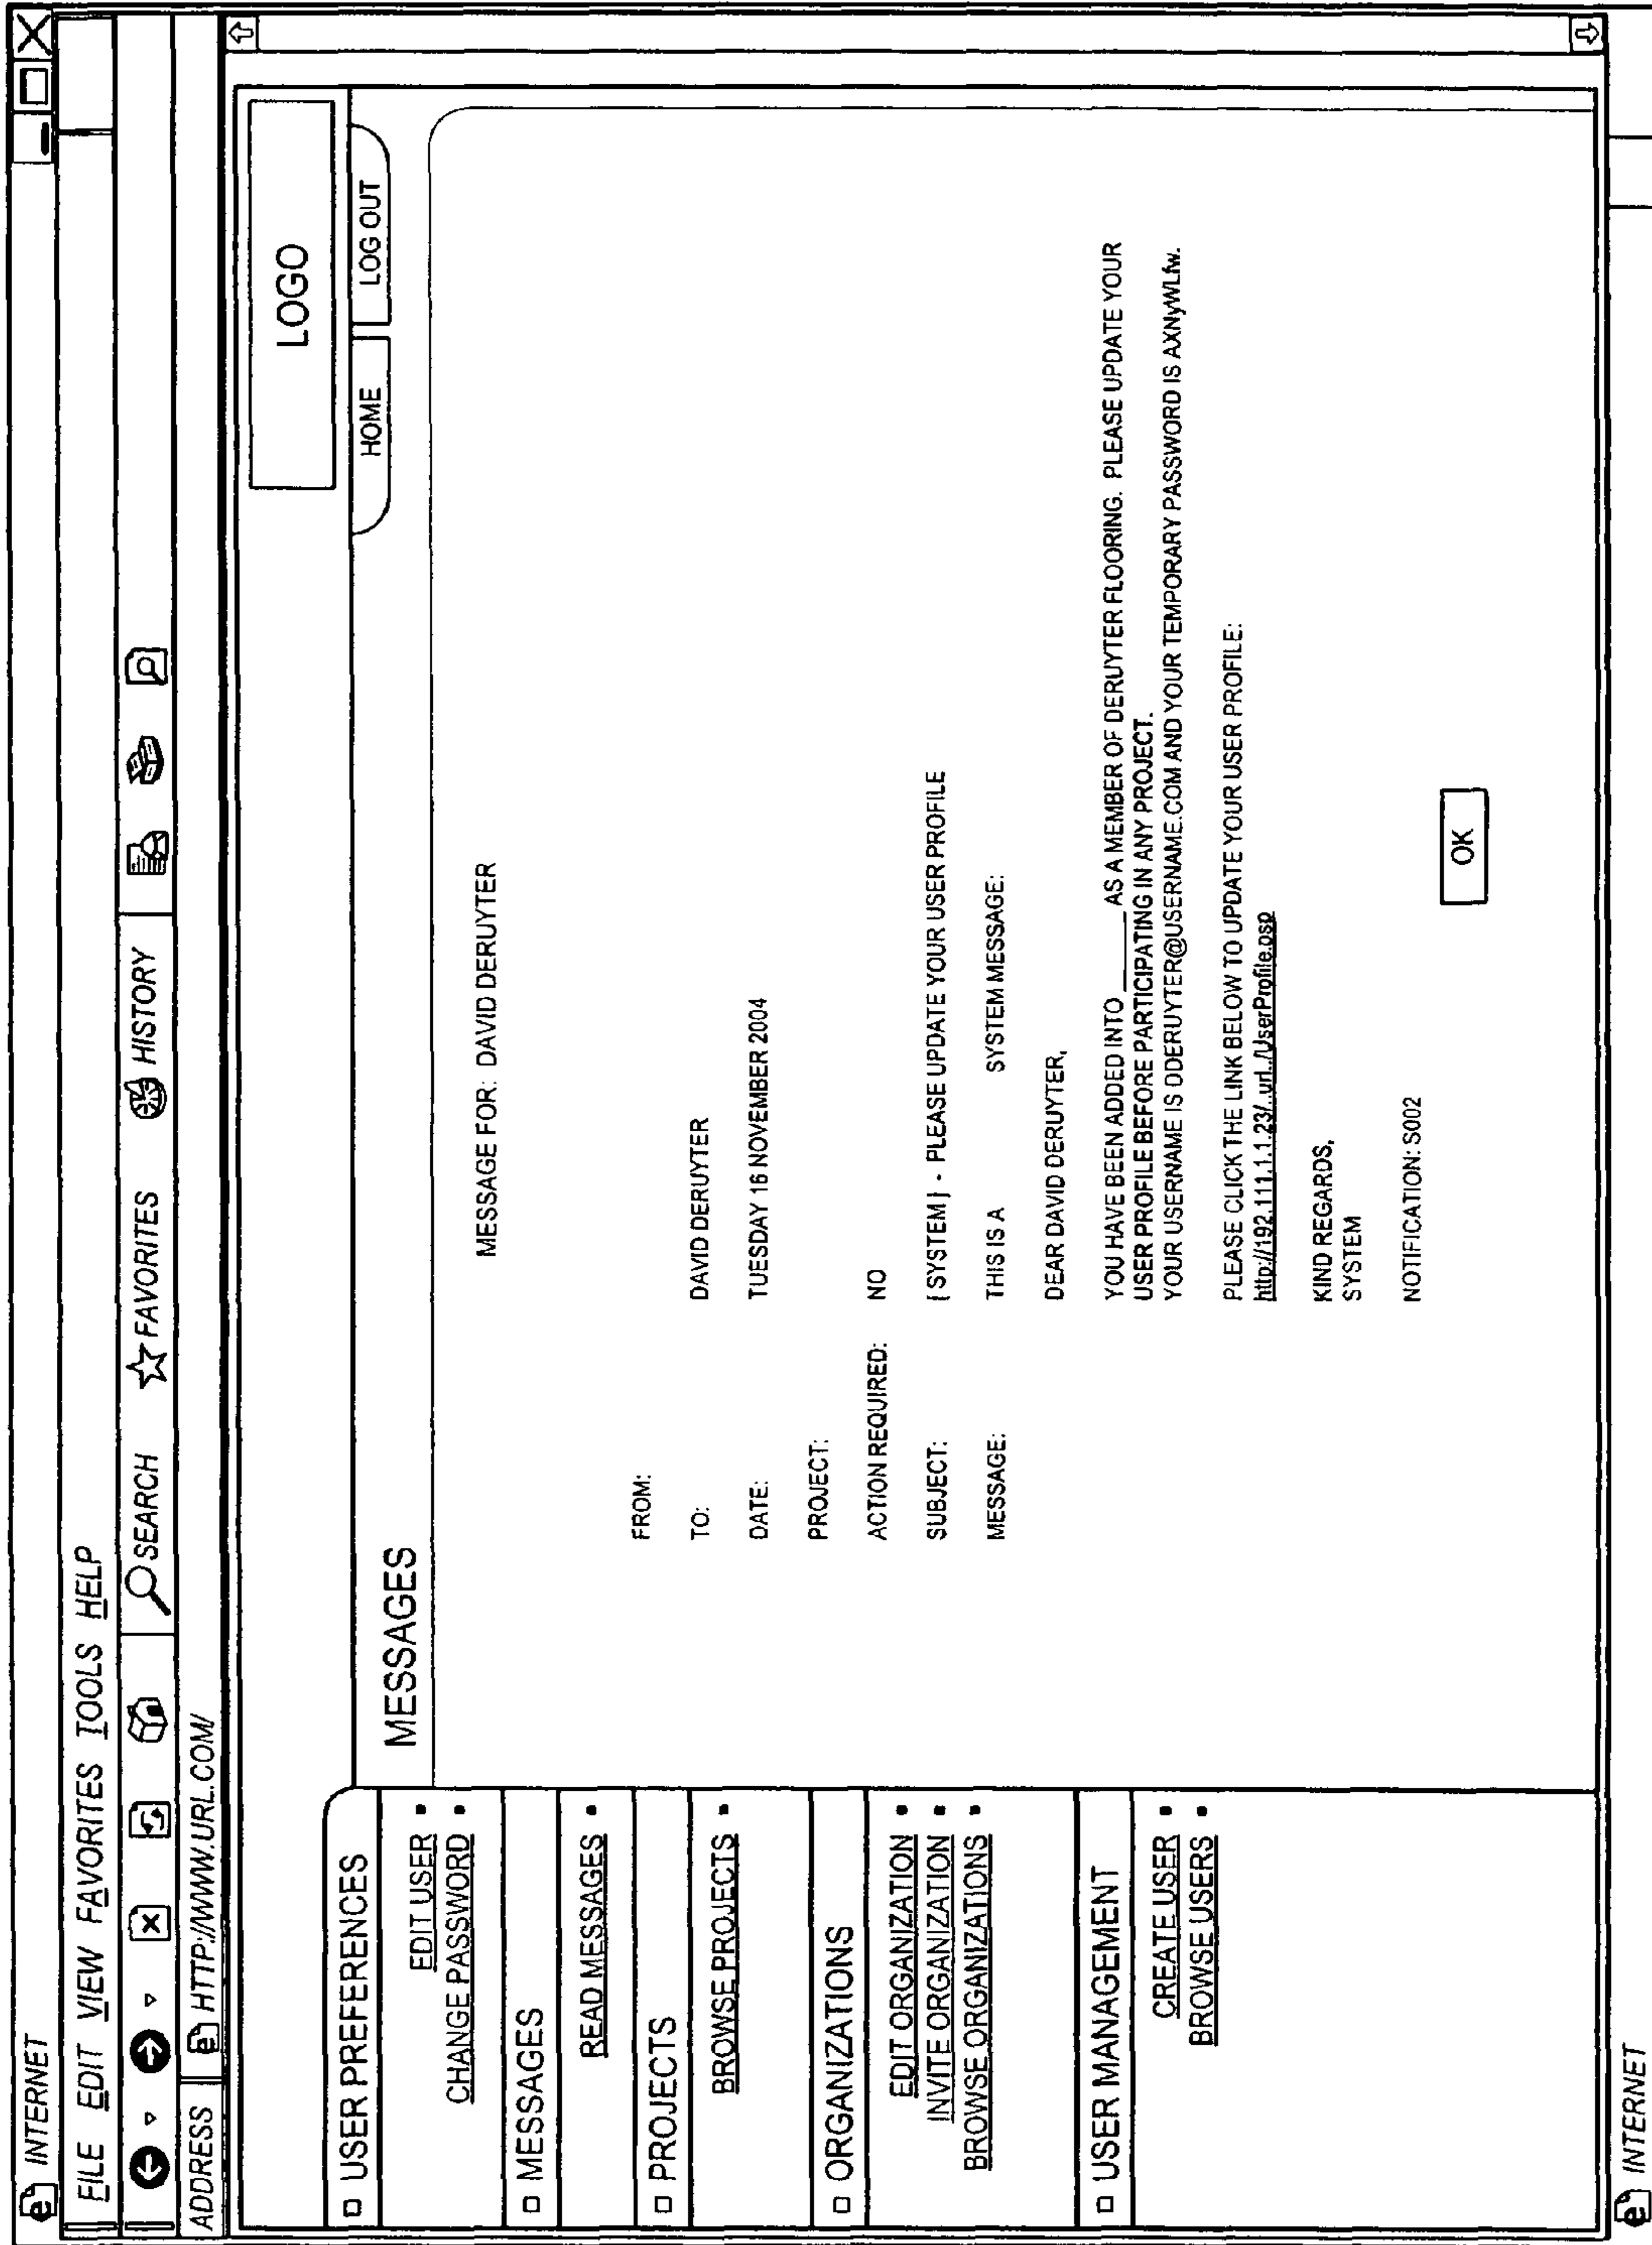 INTERNET
FILE EDIT VIEW FAVORITES TOOLS HELP
SEARCH FAVORITES HISTORY
ADDRESS HTTP://WWW.URL.COM/
LOGO
HOME LOG OUT
USER PREFERENCES
EDIT USER
CHANGE PASSWORD
MESSAGES
READ MESSAGES
PROJECTS
BROWSE PROJECTS
ORGANIZATIONS
EDIT ORGANIZATION
INVITE ORGANIZATION
BROWSE ORGANIZATIONS
USER MANAGEMENT
CREATE USER
BROWSE USERS
MESSAGES
MESSAGE FOR: DAVID DERUYTER
FROM:
TO: DAVID DERUYTER
DATE: TUESDAY 16 NOVEMBER 2004
PROJECT:
ACTION REQUIRED: NO
SUBJECT: [SYSTEM] - PLEASE UPDATE YOUR USER PROFILE
MESSAGE: THIS IS A SYSTEM MESSAGE:
DEAR DAVID DERUYTER,
YOU HAVE BEEN ADDED INTO ______ AS A MEMBER OF DERUYTER FLOORING. PLEASE UPDATE YOUR
USER PROFILE BEFORE PARTICIPATING IN ANY PROJECT.
YOUR USERNAME IS DDERUYTER@USERNAME.COM AND YOUR TEMPORARY PASSWORD IS AXNyWLfw.
PLEASE CLICK THE LINK BELOW TO UPDATE YOUR USER PROFILE:
http://192.111.1.23/..url../UserProfile.psp
KIND REGARDS,
SYSTEM
NOTIFICATION: S002
OK
INTERNET